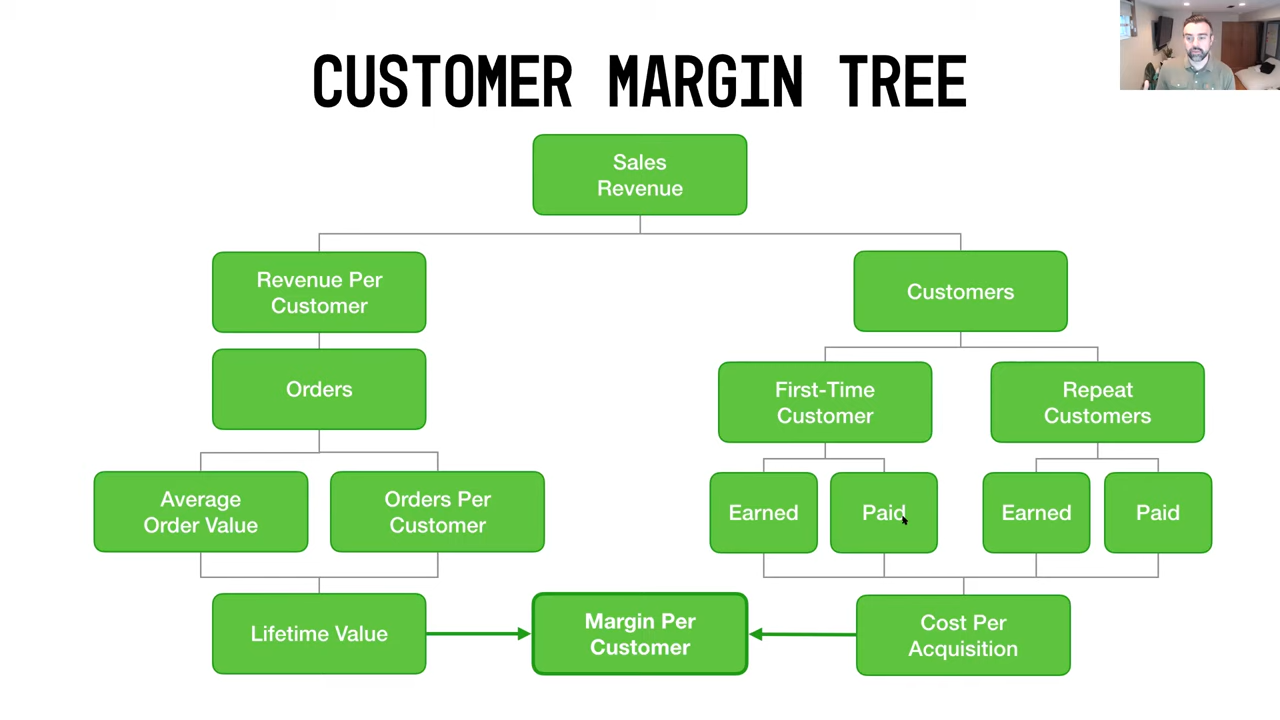 CUSTOMER MARGIN TREE
Sales
Revenue
Revenue Per
Customer
Customers
Orders
First-Time
Customer
Repeat
Customers
Average
Order Value
Orders Per
Customer
Earned
Paid
Earned
Paid
Lifetime Value
Margin Per
Customer
Cost Per
Acquisition